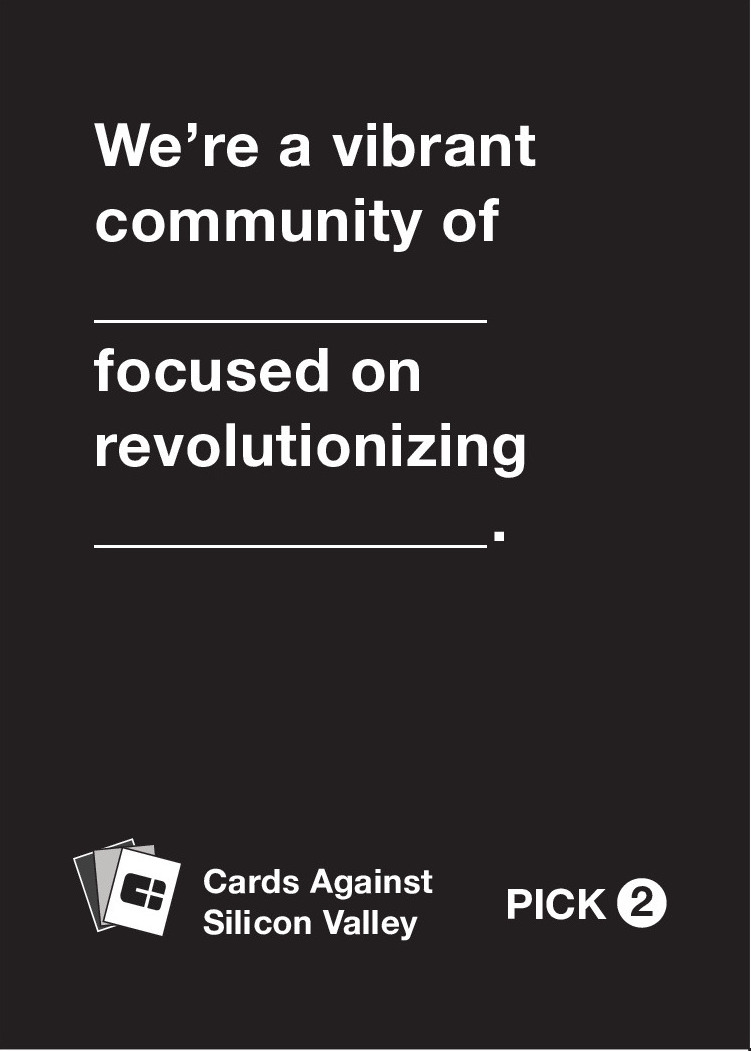 We’re a vibrant
community of
____________
focused on
revolutionizing
____________.
Cards Against
Silicon Valley
PICK 2